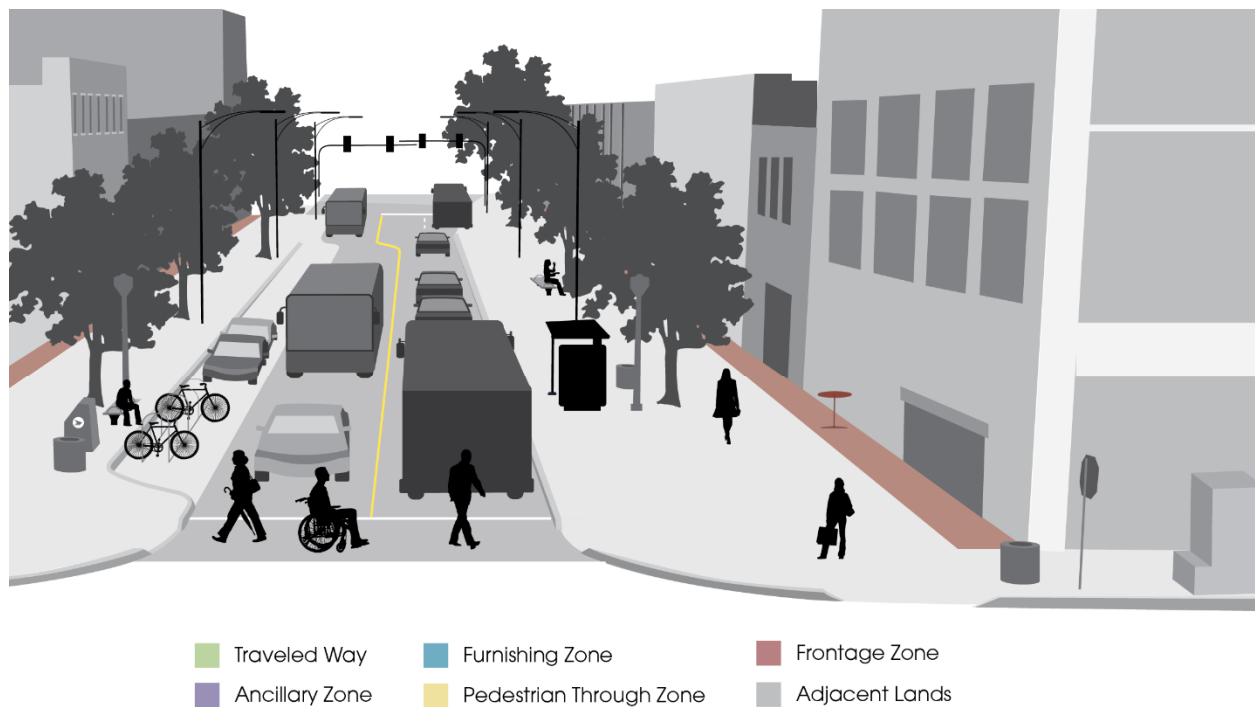 Traveled Way
Furnishing Zone
Frontage Zone
Ancillary Zone
Pedestrian Through Zone
Adjacent Lands